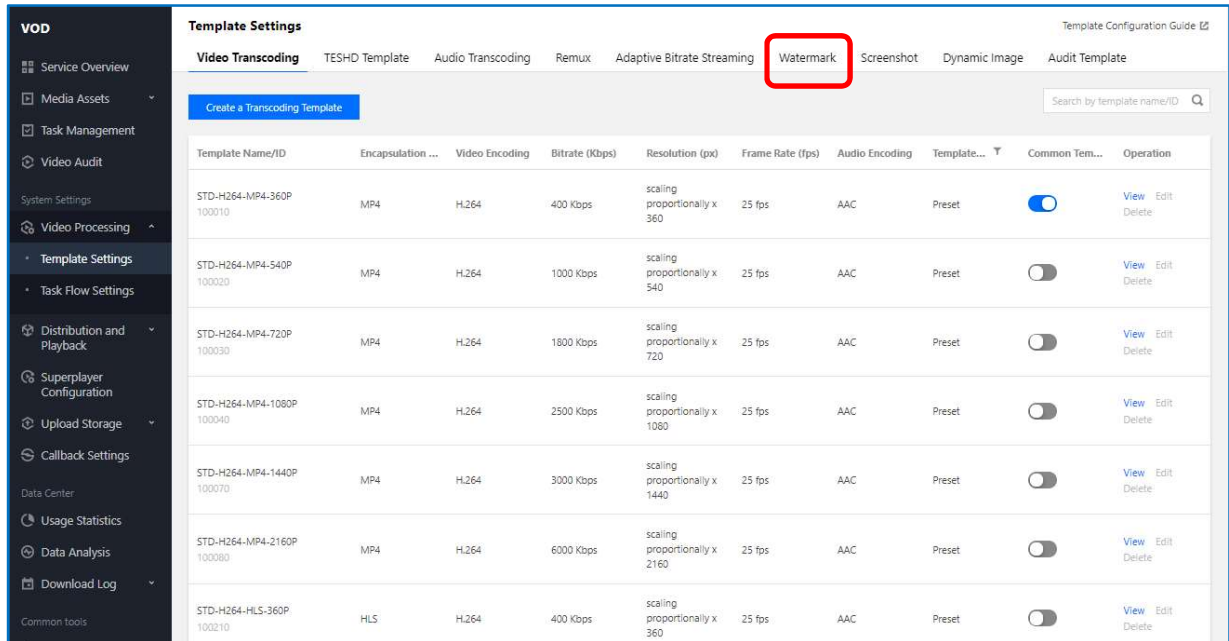 VOD
Service Overview
Media Assets
Task Management
Video Audit
System Settings
Video Processing
Template Settings
Task Flow Settings
Distribution and
Playback
Superplayer
Configuration
Upload Storage
Callback Settings
Data Center
Usage Statistics
Data Analysis
Download Log
Common tools
Template Settings
Template Configuration Guide
Video Transcoding TESHD Template Audio Transcoding Remux Adaptive Bitrate Streaming Watermark Screenshot Dynamic Image Audit Template
Create a Transcoding Template
Search by template name/ID
Template Name/ID Encapsulation ... Video Encoding Bitrate (Kbps) Resolution (px) Frame Rate (fps) Audio Encoding Template... Common Tem... Operation
STD-H264-MP4-360P
100010
MP4 H.264 400 Kbps
scaling
proportionally x
360
25 fps AAC Preset
View Edit
Delete
STD-H264-MP4-540P
100020
MP4 H.264 1000 Kbps
scaling
proportionally x
540
25 fps AAC Preset
View Edit
Delete
STD-H264-MP4-720P
100030
MP4 H.264 1800 Kbps
scaling
proportionally x
720
25 fps AAC Preset
View Edit
Delete
STD-H264-MP4-1080P
100040
MP4 H.264 2500 Kbps
scaling
proportionally x
1080
25 fps AAC Preset
View Edit
Delete
STD-H264-MP4-1440P
100070
MP4 H.264 3000 Kbps
scaling
proportionally x
1440
25 fps AAC Preset
View Edit
Delete
STD-H264-MP4-2160P
100080
MP4 H.264 6000 Kbps
scaling
proportionally x
2160
25 fps AAC Preset
View Edit
Delete
STD-H264-HLS-360P
100210
HLS H.264 400 Kbps
scaling
proportionally x
360
25 fps AAC Preset
View Edit
Delete